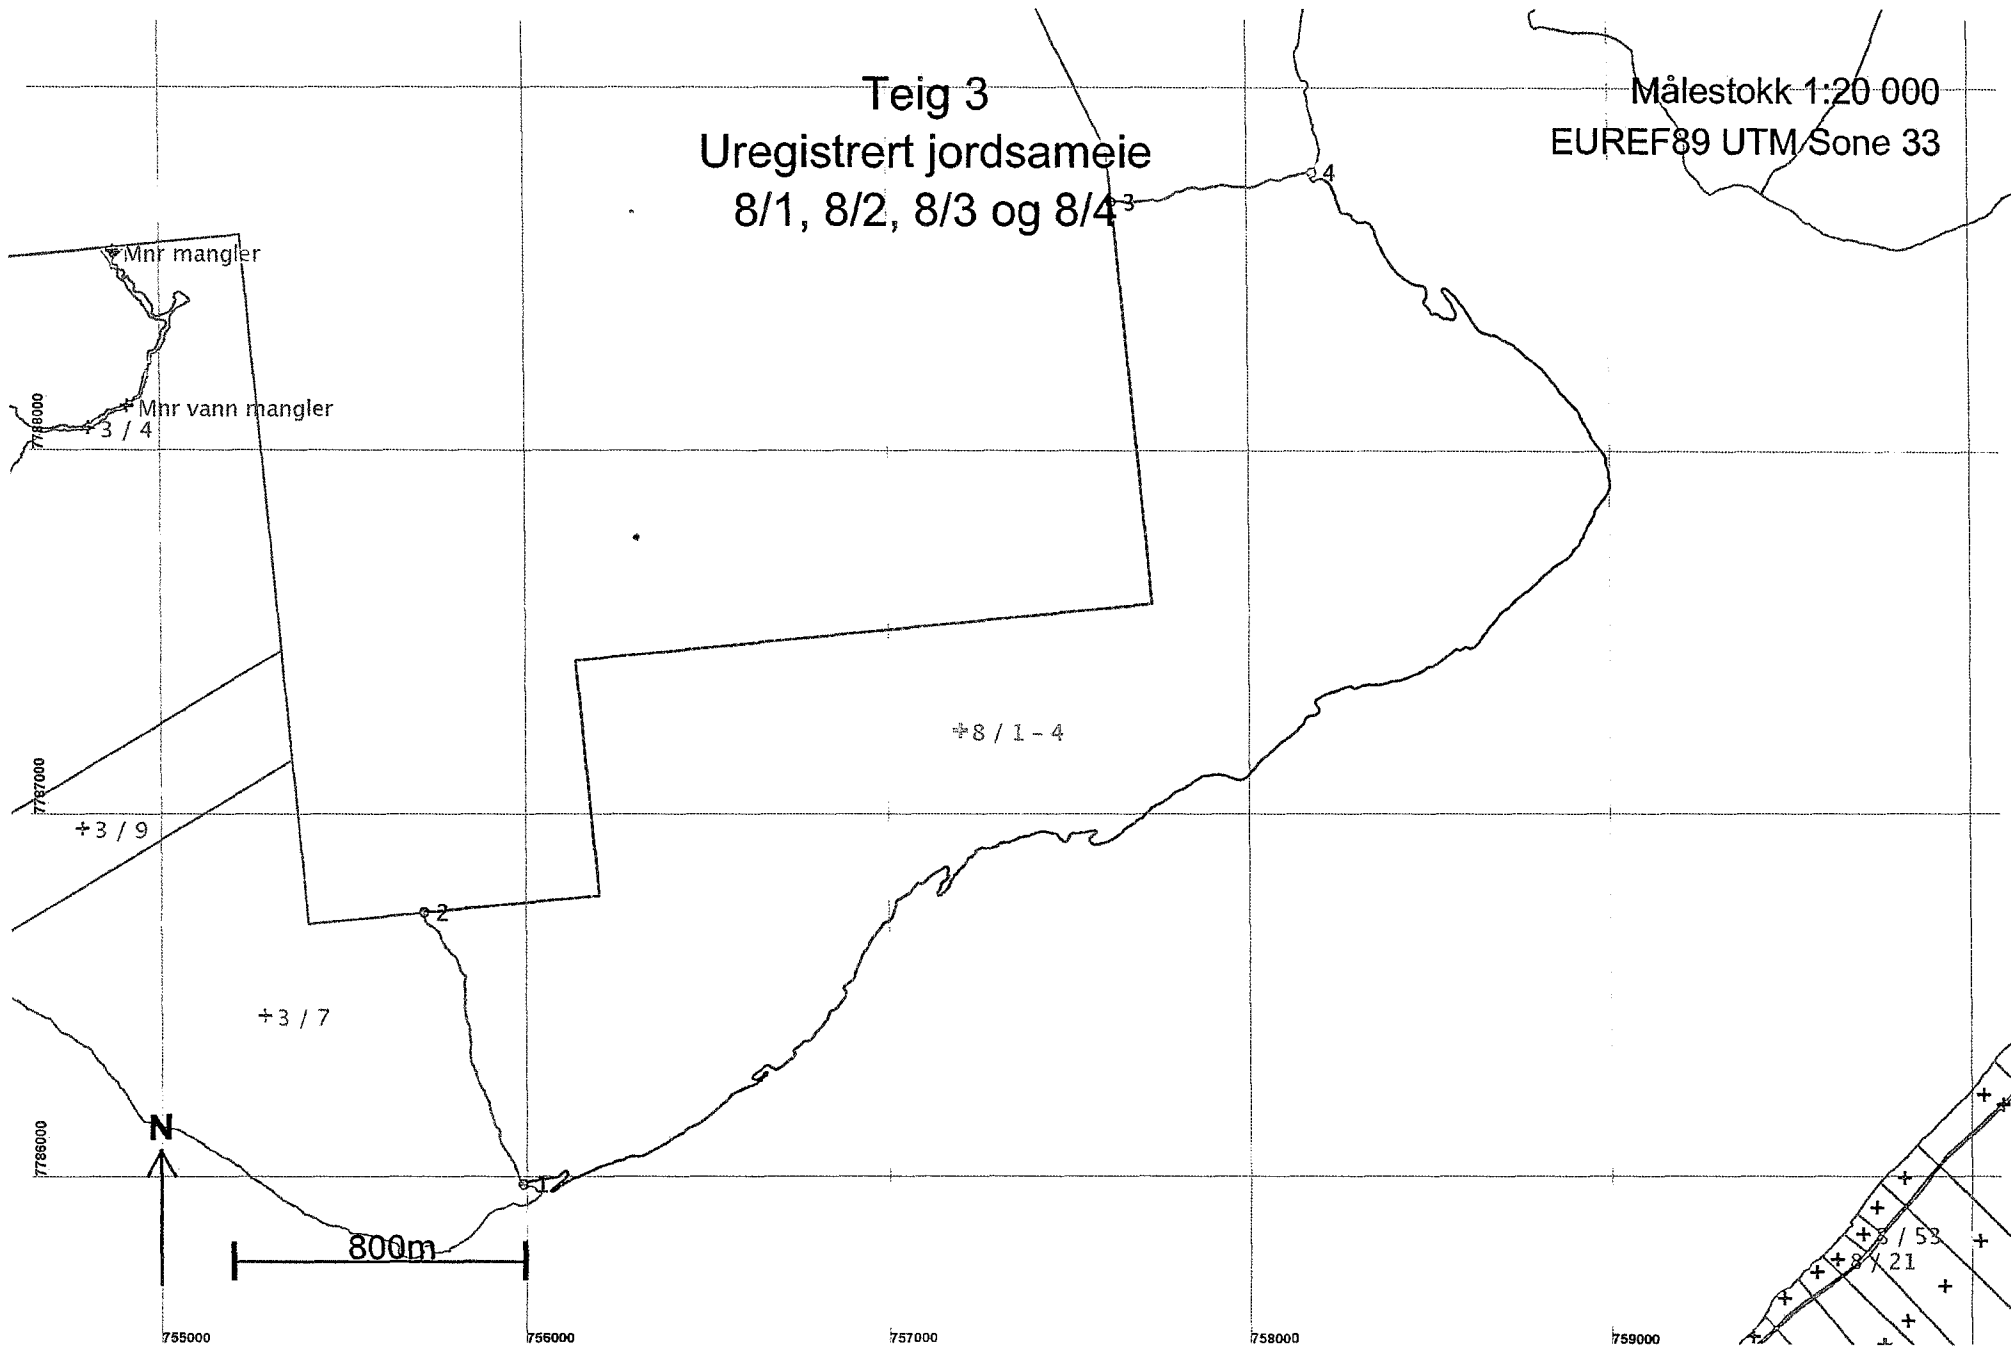 Teig 3
Uregistrert jordsameie
8/1, 8/2, 8/3 og 8/4
Målestokk 1:20 000
EUREF89 UTM Sone 33
4
3
Mnr mangler
7788000
Mnr vann mangler
3 / 4
8 / 1 - 4
7787000
3 / 9
2
3 / 7
7786000
N
1
800m
5 / 53
8 / 21
755000
756000
757000
758000
759000